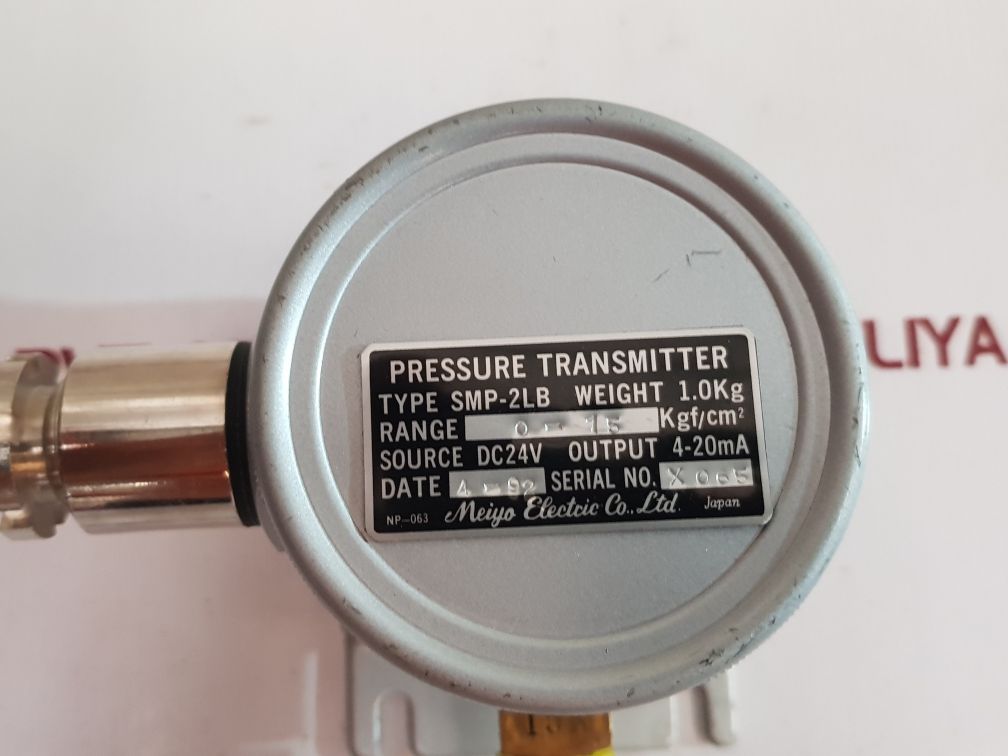 LIYA
PRESSURE TRANSMITTER
TYPE SMP-2LB WEIGHT 1.0Kg
RANGE 0 - 15 Kgf/cm²
SOURCE DC24V OUTPUT 4-20mA
DATE 4-92 SERIAL NO. X065
NP-063 Meiyo Electric Co., Ltd. Japan